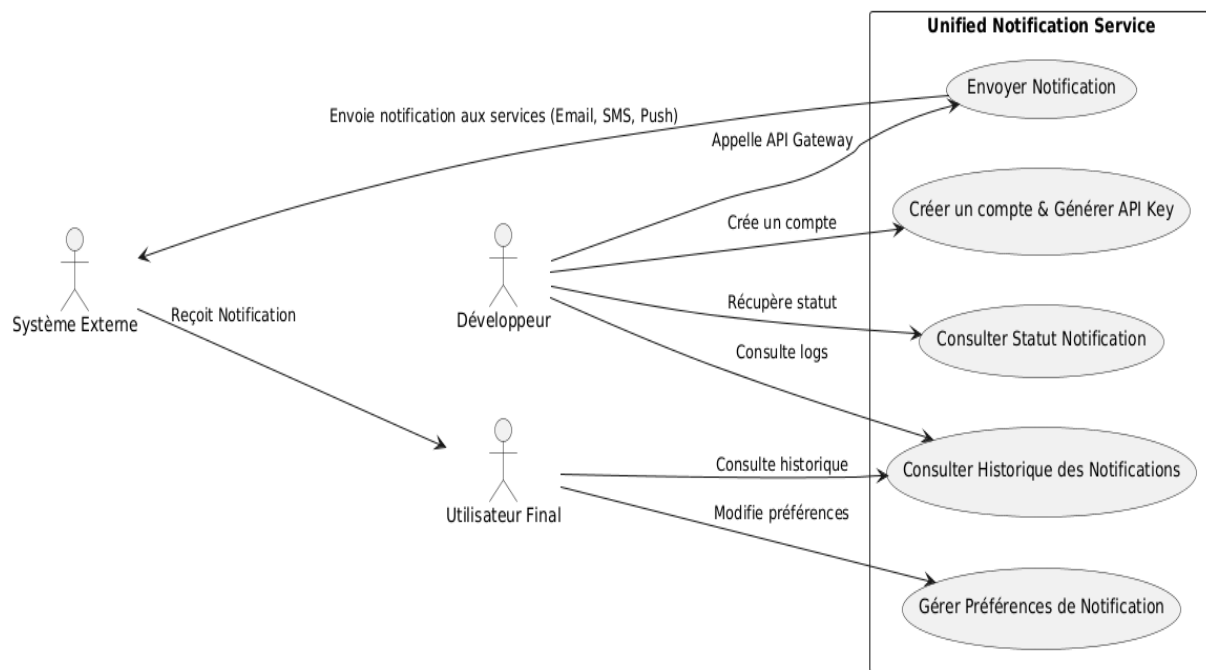 Unified Notification Service
Envoyer Notification
Envoie notification aux services (Email, SMS, Push)
Appelle API Gateway
Créer un compte & Générer API Key
Crée un compte
Système Externe
Reçoit Notification
Développeur
Récupère statut
Consulter Statut Notification
Consulte logs
Consulter Historique des Notifications
Consulte historique
Utilisateur Final
Modifie préférences
Gérer Préférences de Notification